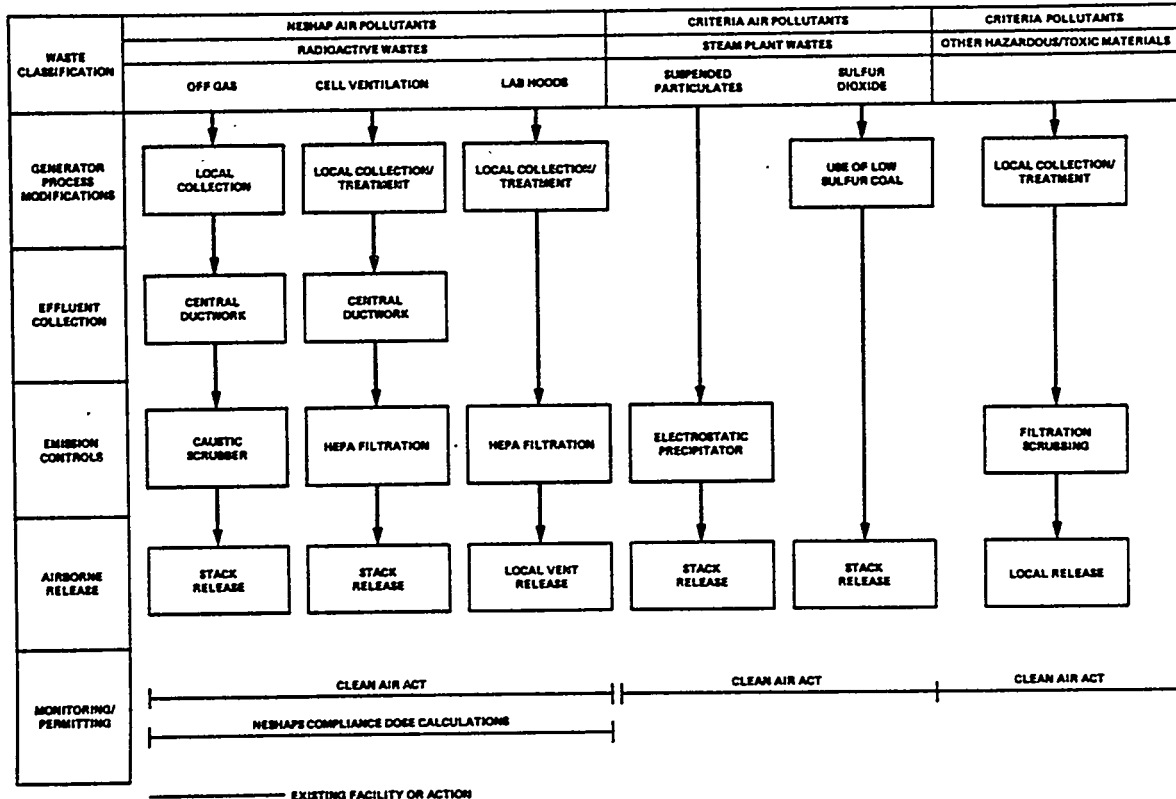 NESHAP AIR POLLUTANTS
CRITERIA AIR POLLUTANTS
CRITERIA POLLUTANTS
WASTE
CLASSIFICATION
RADIOACTIVE WASTES
STEAM PLANT WASTES
OTHER HAZARDOUS/TOXIC MATERIALS
OFF GAS
CELL VENTILATION
LAB HOODS
SUSPENDED
PARTICULATES
SULFUR
DIOXIDE
GENERATOR
PROCESS
MODIFICATIONS
LOCAL
COLLECTION
LOCAL COLLECTION/
TREATMENT
LOCAL COLLECTION/
TREATMENT
USE OF LOW
SULFUR COAL
LOCAL COLLECTION/
TREATMENT
EFFLUENT
COLLECTION
CENTRAL
DUCTWORK
CENTRAL
DUCTWORK
EMISSION
CONTROLS
CAUSTIC
SCRUBBER
HEPA FILTRATION
HEPA FILTRATION
ELECTROSTATIC
PRECIPITATOR
FILTRATION
SCRUBBING
AIRBORNE
RELEASE
STACK
RELEASE
STACK
RELEASE
LOCAL VENT
RELEASE
STACK
RELEASE
STACK
RELEASE
LOCAL RELEASE
MONITORING/
PERMITTING
CLEAN AIR ACT
CLEAN AIR ACT
CLEAN AIR ACT
NESHAPS COMPLIANCE DOSE CALCULATIONS
EXISTING FACILITY OR ACTION